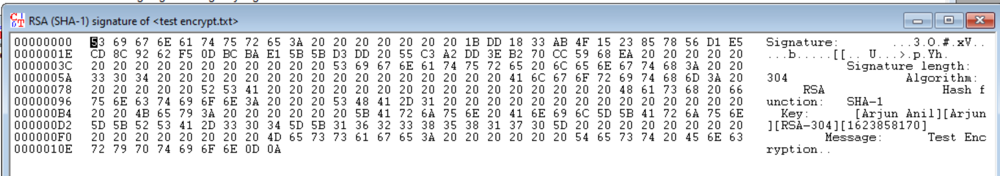 RSA (SHA-1) signature of <test encrypt.txt>
00000000 53 69 67 6E 61 74 75 72 65 3A 20 20 20 20 20 20 20 1B DD 18 33 AB 4F 15 23 85 78 56 D1 E5 Signature: ...3.O.#.xV..
0000001E CD 8C 92 62 F5 0D BC BA E1 5B 5B D3 DD 20 55 C3 A2 DD 3E B2 70 CC 59 68 EA 20 20 20 20 20 ...b.....[[.. U...>.p.Yh.
0000003C 20 20 20 20 20 20 20 20 20 20 20 53 69 67 6E 61 74 75 72 65 20 6C 65 6E 67 74 68 3A 20 20 Signature length:
0000005A 33 30 34 20 20 20 20 20 20 20 20 20 20 20 20 20 20 20 20 41 6C 67 6F 72 69 74 68 6D 3A 20 304 Algorithm:
00000078 20 20 20 20 20 52 53 41 20 20 20 20 20 20 20 20 20 20 20 20 20 20 20 20 48 61 73 68 20 66 RSA Hash f
00000096 75 6E 63 74 69 6F 6E 3A 20 20 20 53 48 41 2D 31 20 20 20 20 20 20 20 20 20 20 20 20 20 20 unction: SHA-1
000000B4 20 20 4B 65 79 3A 20 20 20 20 20 20 5B 41 72 6A 75 6E 20 41 6E 69 6C 5D 5B 41 72 6A 75 6E Key: [Arjun Anil][Arjun
000000D2 5D 5B 52 53 41 2D 33 30 34 5D 5B 31 36 32 33 38 35 38 31 37 30 5D 20 20 20 20 20 20 20 20 ][RSA-304][1623858170]
000000F0 20 20 20 20 20 20 20 20 4D 65 73 73 61 67 65 3A 20 20 20 20 20 20 54 65 73 74 20 45 6E 63 Message: Test Enc
0000010E 72 79 70 74 69 6F 6E 0D 0A ryption..